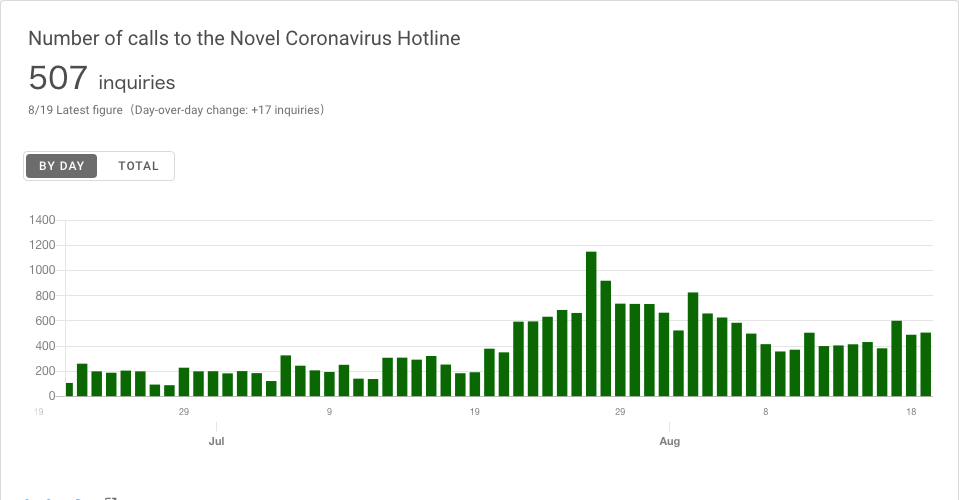 Number of calls to the Novel Coronavirus Hotline
507 inquiries
8/19 Latest figure（Day-over-day change: +17 inquiries）
BY DAY TOTAL
1400
1200
1000
800
600
400
200
0
19 29 9 19 29 8 18
Jul Aug